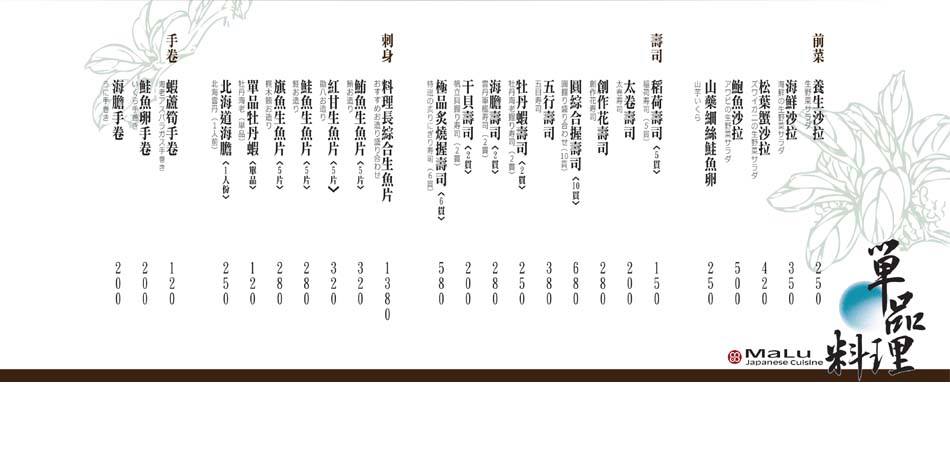 單品料理
前菜
養生沙拉 250
生野菜サラダ
海鮮沙拉 350
海鮮の生野菜サラダ
松葉蟹沙拉 420
ズワイガニの生野菜サラダ
鮑魚沙拉 500
アワビの生野菜サラダ
山藥細絲鮭魚卵 250
山芋いくら
壽司
稻荷壽司《5貫》 150
稲荷寿司（5貫）
太卷壽司 200
太巻寿司
創作花壽司 280
創作花寿司
圓綜合握壽司《10貫》 680
圓握り盛り合わせ（10貫）
五行壽司 380
五目寿司
牡丹蝦壽司《2貫》 250
牡丹海老握り寿司（2貫）
海膽壽司《2貫》 280
雲丹軍艦寿司（2貫）
干貝壽司《2貫》 200
帆立貝握り寿司（2貫）
極品炙燒握壽司《6貫》 580
特選の炙りにぎり寿司（6貫）
刺身
料理長綜合生魚片 1380
おすすめお造り盛り合わせ
鮪魚生魚片《5片》 320
鮪お造り
紅甘生魚片《5片》 320
勘八お造り
鮭魚生魚片《5片》 280
鮭お造り
旗魚生魚片《5片》 280
梶木鮪お造り
單品牡丹蝦《單品》 120
牡丹海老（単品）
北海道海膽《1人份》 250
北海雲丹（1人前）
手卷
蝦蘆筍手卷 120
海老アスパラガス手巻き
鮭魚卵手卷 200
いくら手巻き
海膽手卷 200
うに手巻き
MaLu
Japanese Cuisine